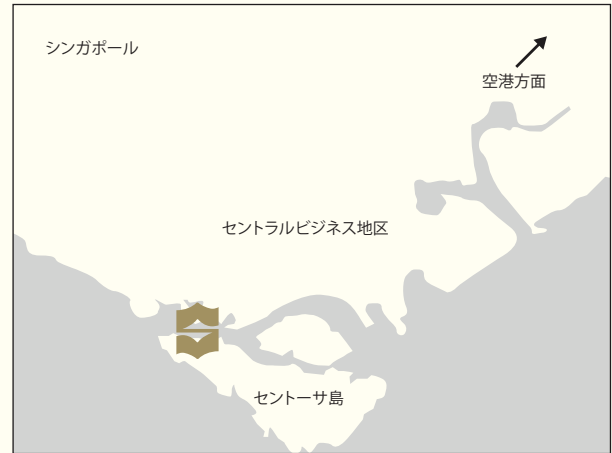 シンガポール
空港方面
セントラルビジネス地区
セントーサ島